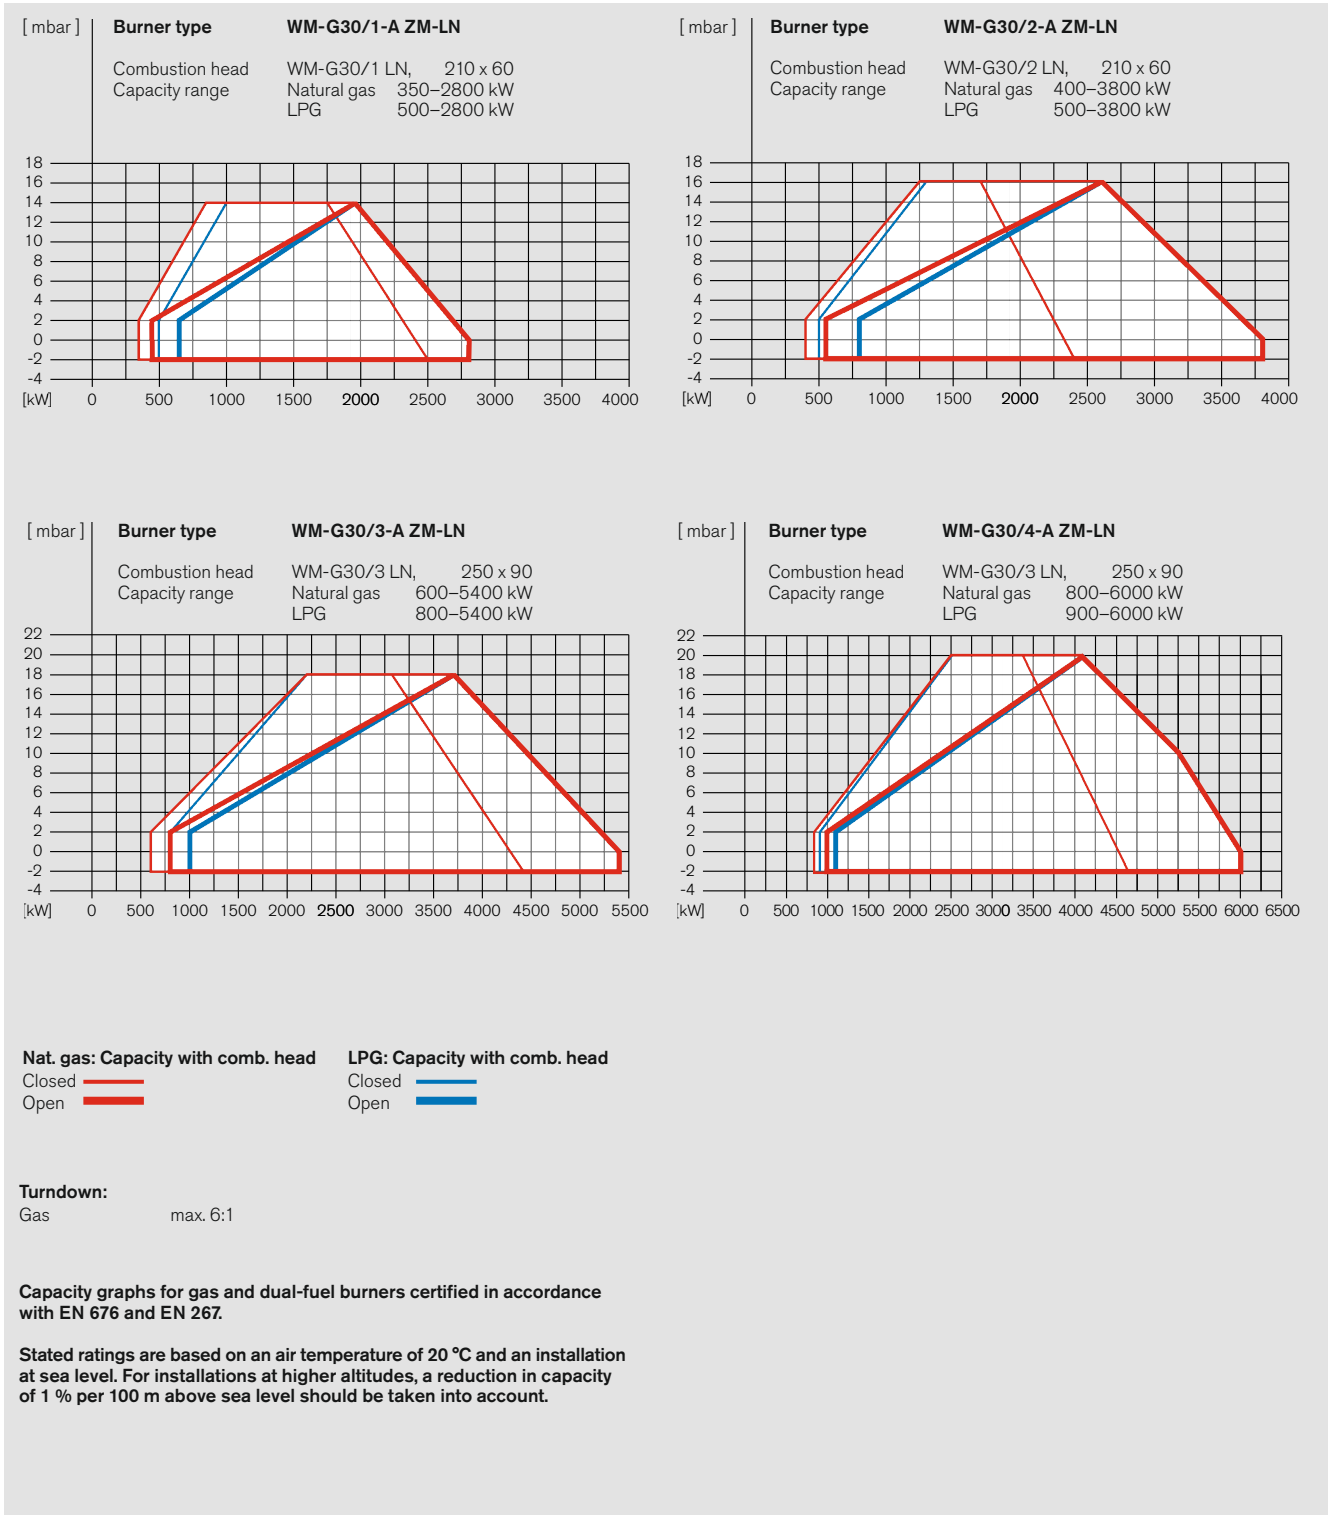 [ mbar ] Burner type WM-G30/1-A ZM-LN
Combustion head WM-G30/1 LN, 210 x 60
Capacity range Natural gas 350–2800 kW
LPG 500–2800 kW
18
16
14
12
10
8
6
4
2
0
-2
-4
[kW] 0 500 1000 1500 2000 2500 3000 3500 4000
[ mbar ] Burner type WM-G30/2-A ZM-LN
Combustion head WM-G30/2 LN, 210 x 60
Capacity range Natural gas 400–3800 kW
LPG 500–3800 kW
18
16
14
12
10
8
6
4
2
0
-2
-4
[kW] 0 500 1000 1500 2000 2500 3000 3500 4000
[ mbar ] Burner type WM-G30/3-A ZM-LN
Combustion head WM-G30/3 LN, 250 x 90
Capacity range Natural gas 600–5400 kW
LPG 800–5400 kW
22
20
18
16
14
12
10
8
6
4
2
0
-2
-4
[kW] 0 500 1000 1500 2000 2500 3000 3500 4000 4500 5000 5500
[ mbar ] Burner type WM-G30/4-A ZM-LN
Combustion head WM-G30/3 LN, 250 x 90
Capacity range Natural gas 800–6000 kW
LPG 900–6000 kW
22
20
18
16
14
12
10
8
6
4
2
0
-2
-4
[kW] 0 500 1000 1500 2000 2500 3000 3500 4000 4500 5000 5500 6000 6500
Nat. gas: Capacity with comb. head
Closed
Open
LPG: Capacity with comb. head
Closed
Open
Turndown:
Gas max. 6:1
Capacity graphs for gas and dual-fuel burners certified in accordance
with EN 676 and EN 267.
Stated ratings are based on an air temperature of 20 °C and an installation
at sea level. For installations at higher altitudes, a reduction in capacity
of 1 % per 100 m above sea level should be taken into account.